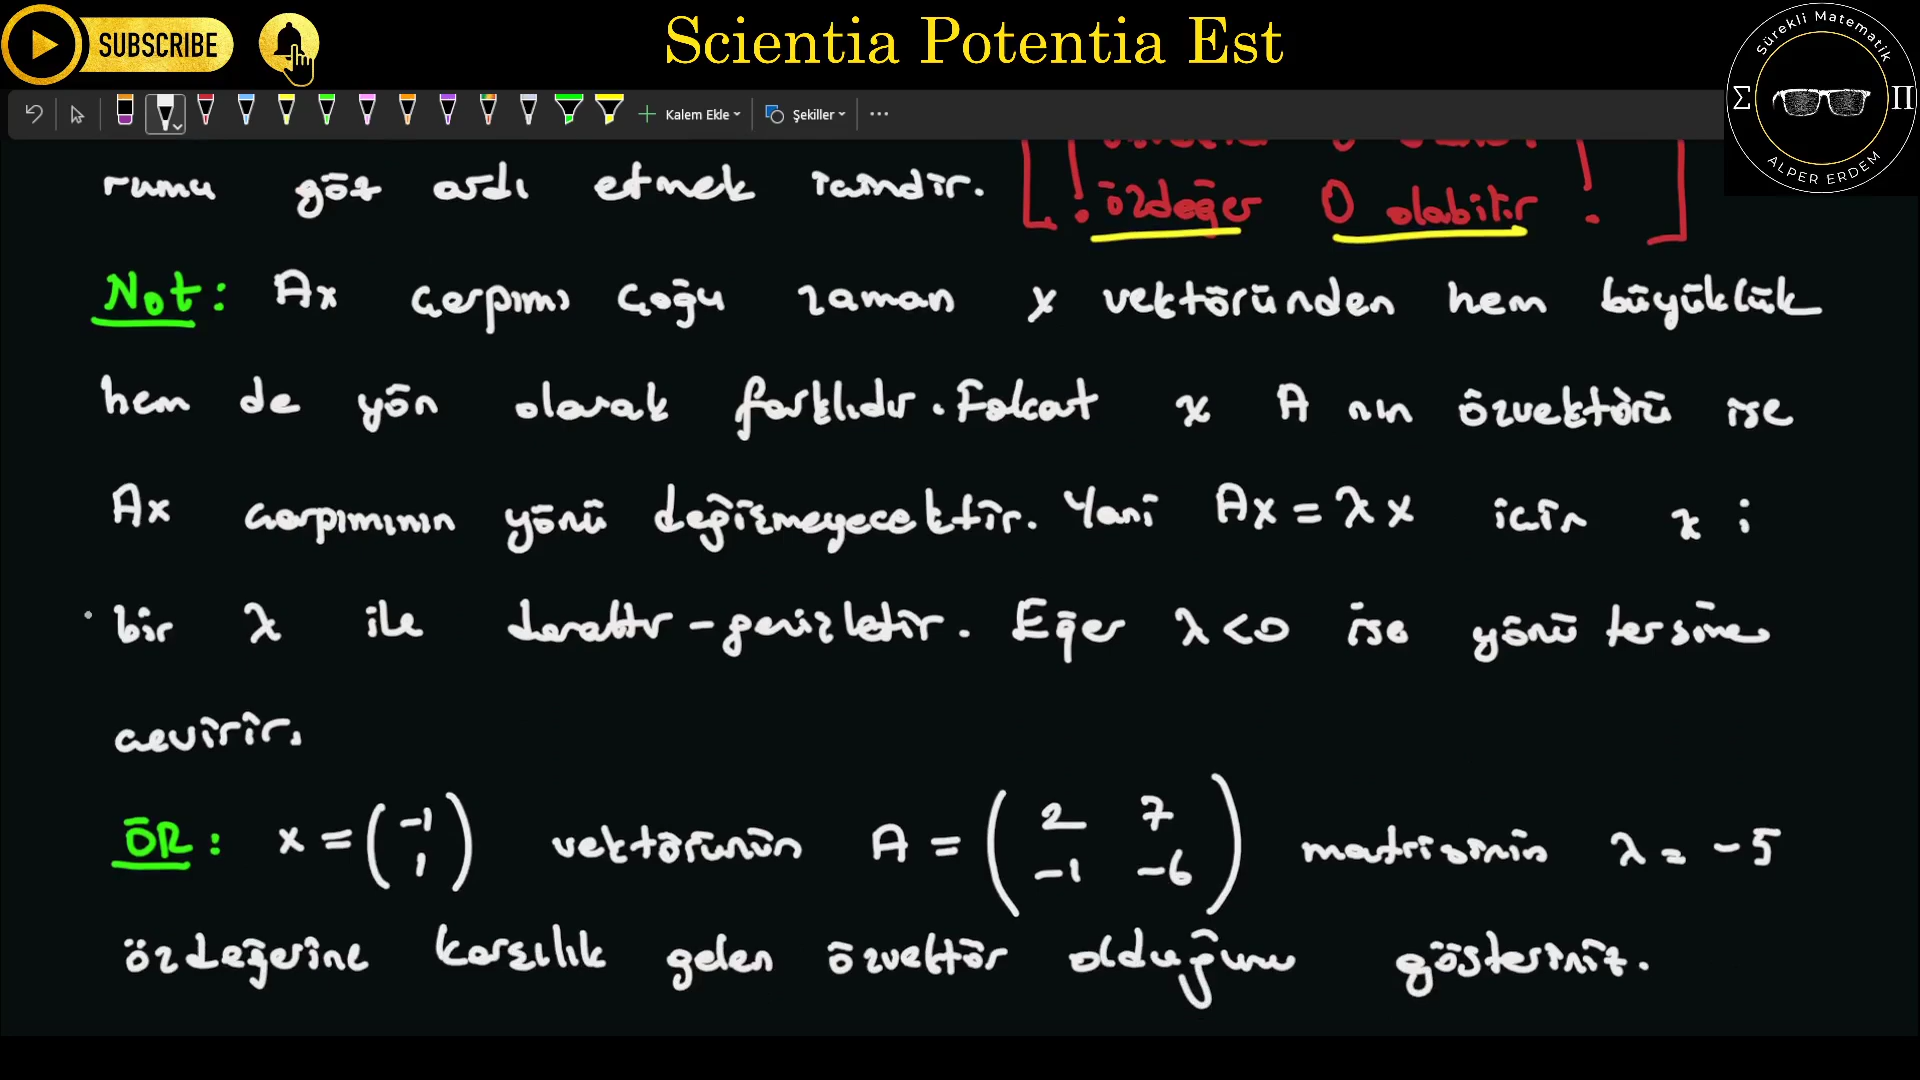 SUBSCRIBE
Scientia Potentia Est
Sürekli Matematik
Σ Π
ALPER ERDEM
Kalem Ekle
Şekiller
rumu göz ardı etmek içindir.
! özdeğer 0 olabilir !
Not: Ax çarpımı çoğu zaman x vektöründen hem büyüklük
hem de yön olarak farklıdır. Fakat x A nın özvektörü ise
Ax çarpımının yönü değişmeyecektir. Yani Ax = λx için x i
bir λ ile daraltır-genişletir. Eğer λ<0 ise yönü tersine
çevirir.
ÖR: x = (-1 1) vektörünün A = (2 7 -1 -6) matrisinin λ = -5
özdeğerine karşılık gelen özvektör olduğunu gösteriniz.